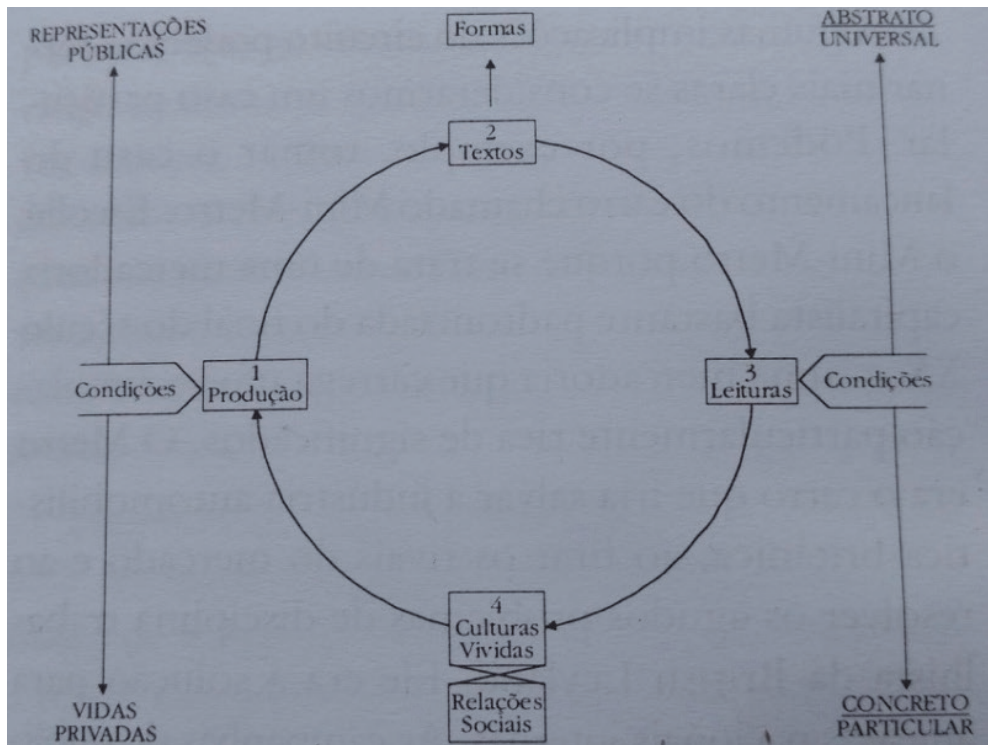 REPRESENTAÇÕES
PÚBLICAS
Formas
ABSTRATO
UNIVERSAL
2
Textos
Condições
1
Produção
3
Leituras
Condições
4
Culturas
Vividas
Relações
Sociais
VIDAS
PRIVADAS
CONCRETO
PARTICULAR